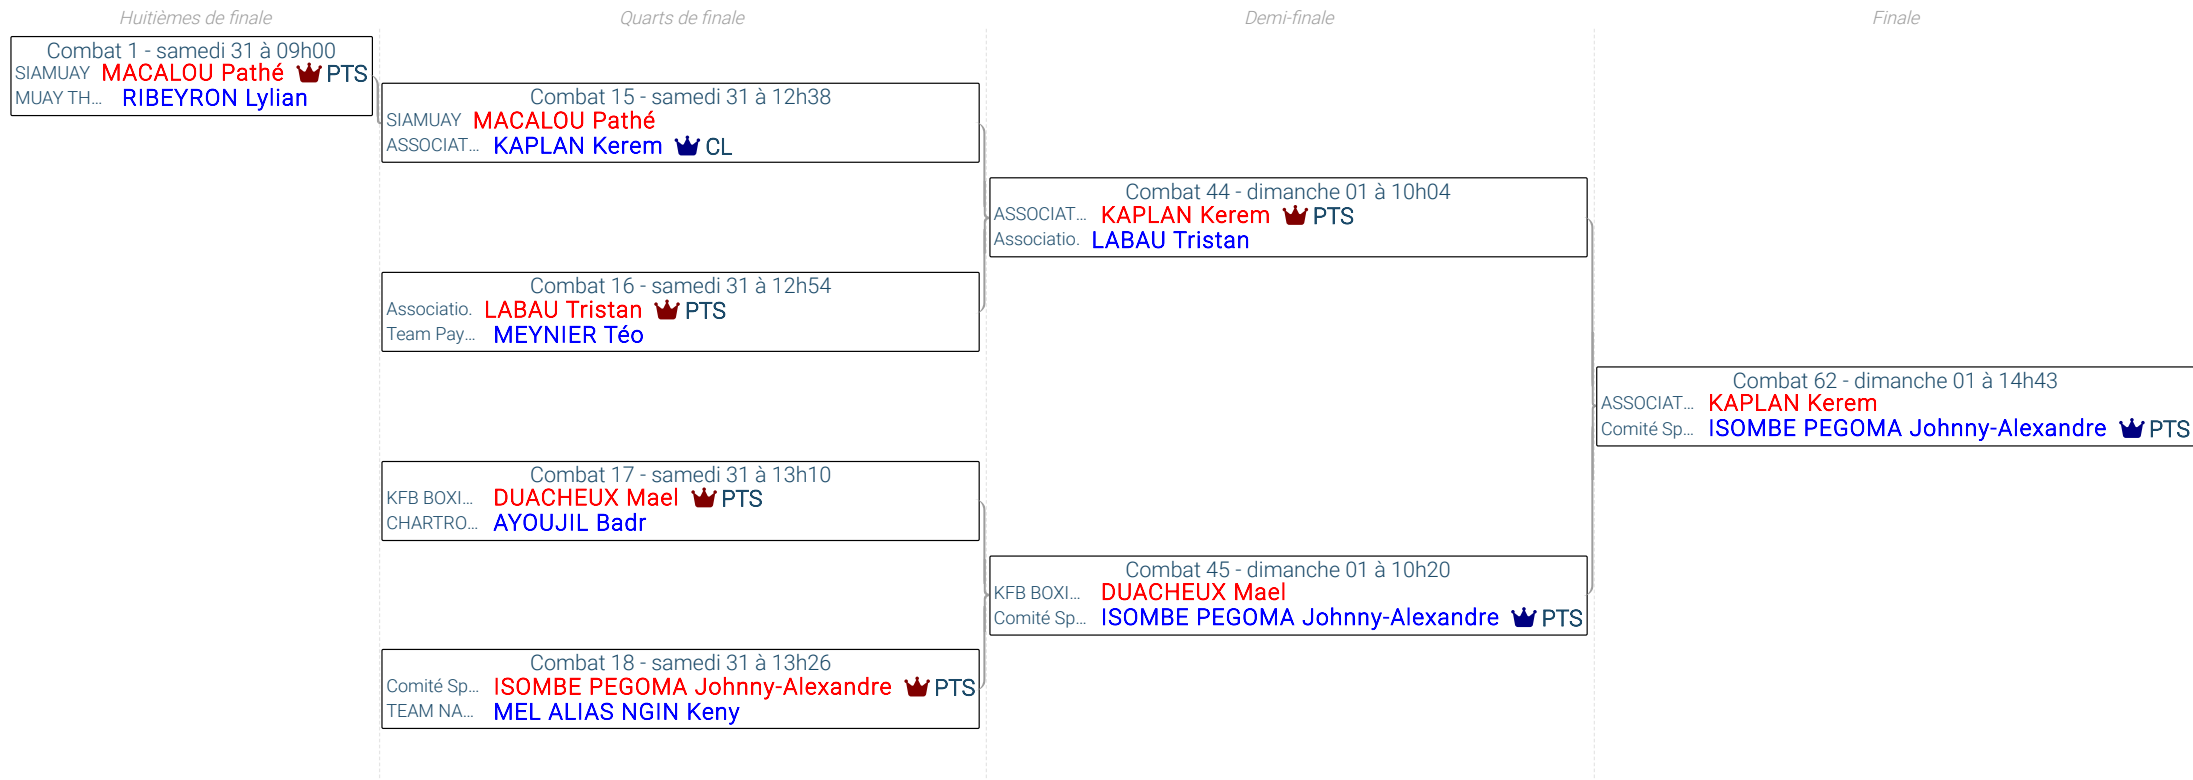 Huitièmes de finale
Quarts de finale
Demi-finale
Finale
Combat 1 - samedi 31 à 09h00
SIAMUAY MACALOU Pathé PTS
MUAY TH... RIBEYRON Lylian
Combat 15 - samedi 31 à 12h38
SIAMUAY MACALOU Pathé
ASSOCIAT... KAPLAN Kerem CL
Combat 16 - samedi 31 à 12h54
Associatio. LABAU Tristan PTS
Team Pay... MEYNIER Téo
Combat 17 - samedi 31 à 13h10
KFB BOXI... DUACHEUX Mael PTS
CHARTRO... AYOUJIL Badr
Combat 18 - samedi 31 à 13h26
Comité Sp... ISOMBE PEGOMA Johnny-Alexandre PTS
TEAM NA... MEL ALIAS NGIN Keny
Combat 44 - dimanche 01 à 10h04
ASSOCIAT... KAPLAN Kerem PTS
Associatio. LABAU Tristan
Combat 45 - dimanche 01 à 10h20
KFB BOXI... DUACHEUX Mael
Comité Sp... ISOMBE PEGOMA Johnny-Alexandre PTS
Combat 62 - dimanche 01 à 14h43
ASSOCIAT... KAPLAN Kerem
Comité Sp... ISOMBE PEGOMA Johnny-Alexandre PTS